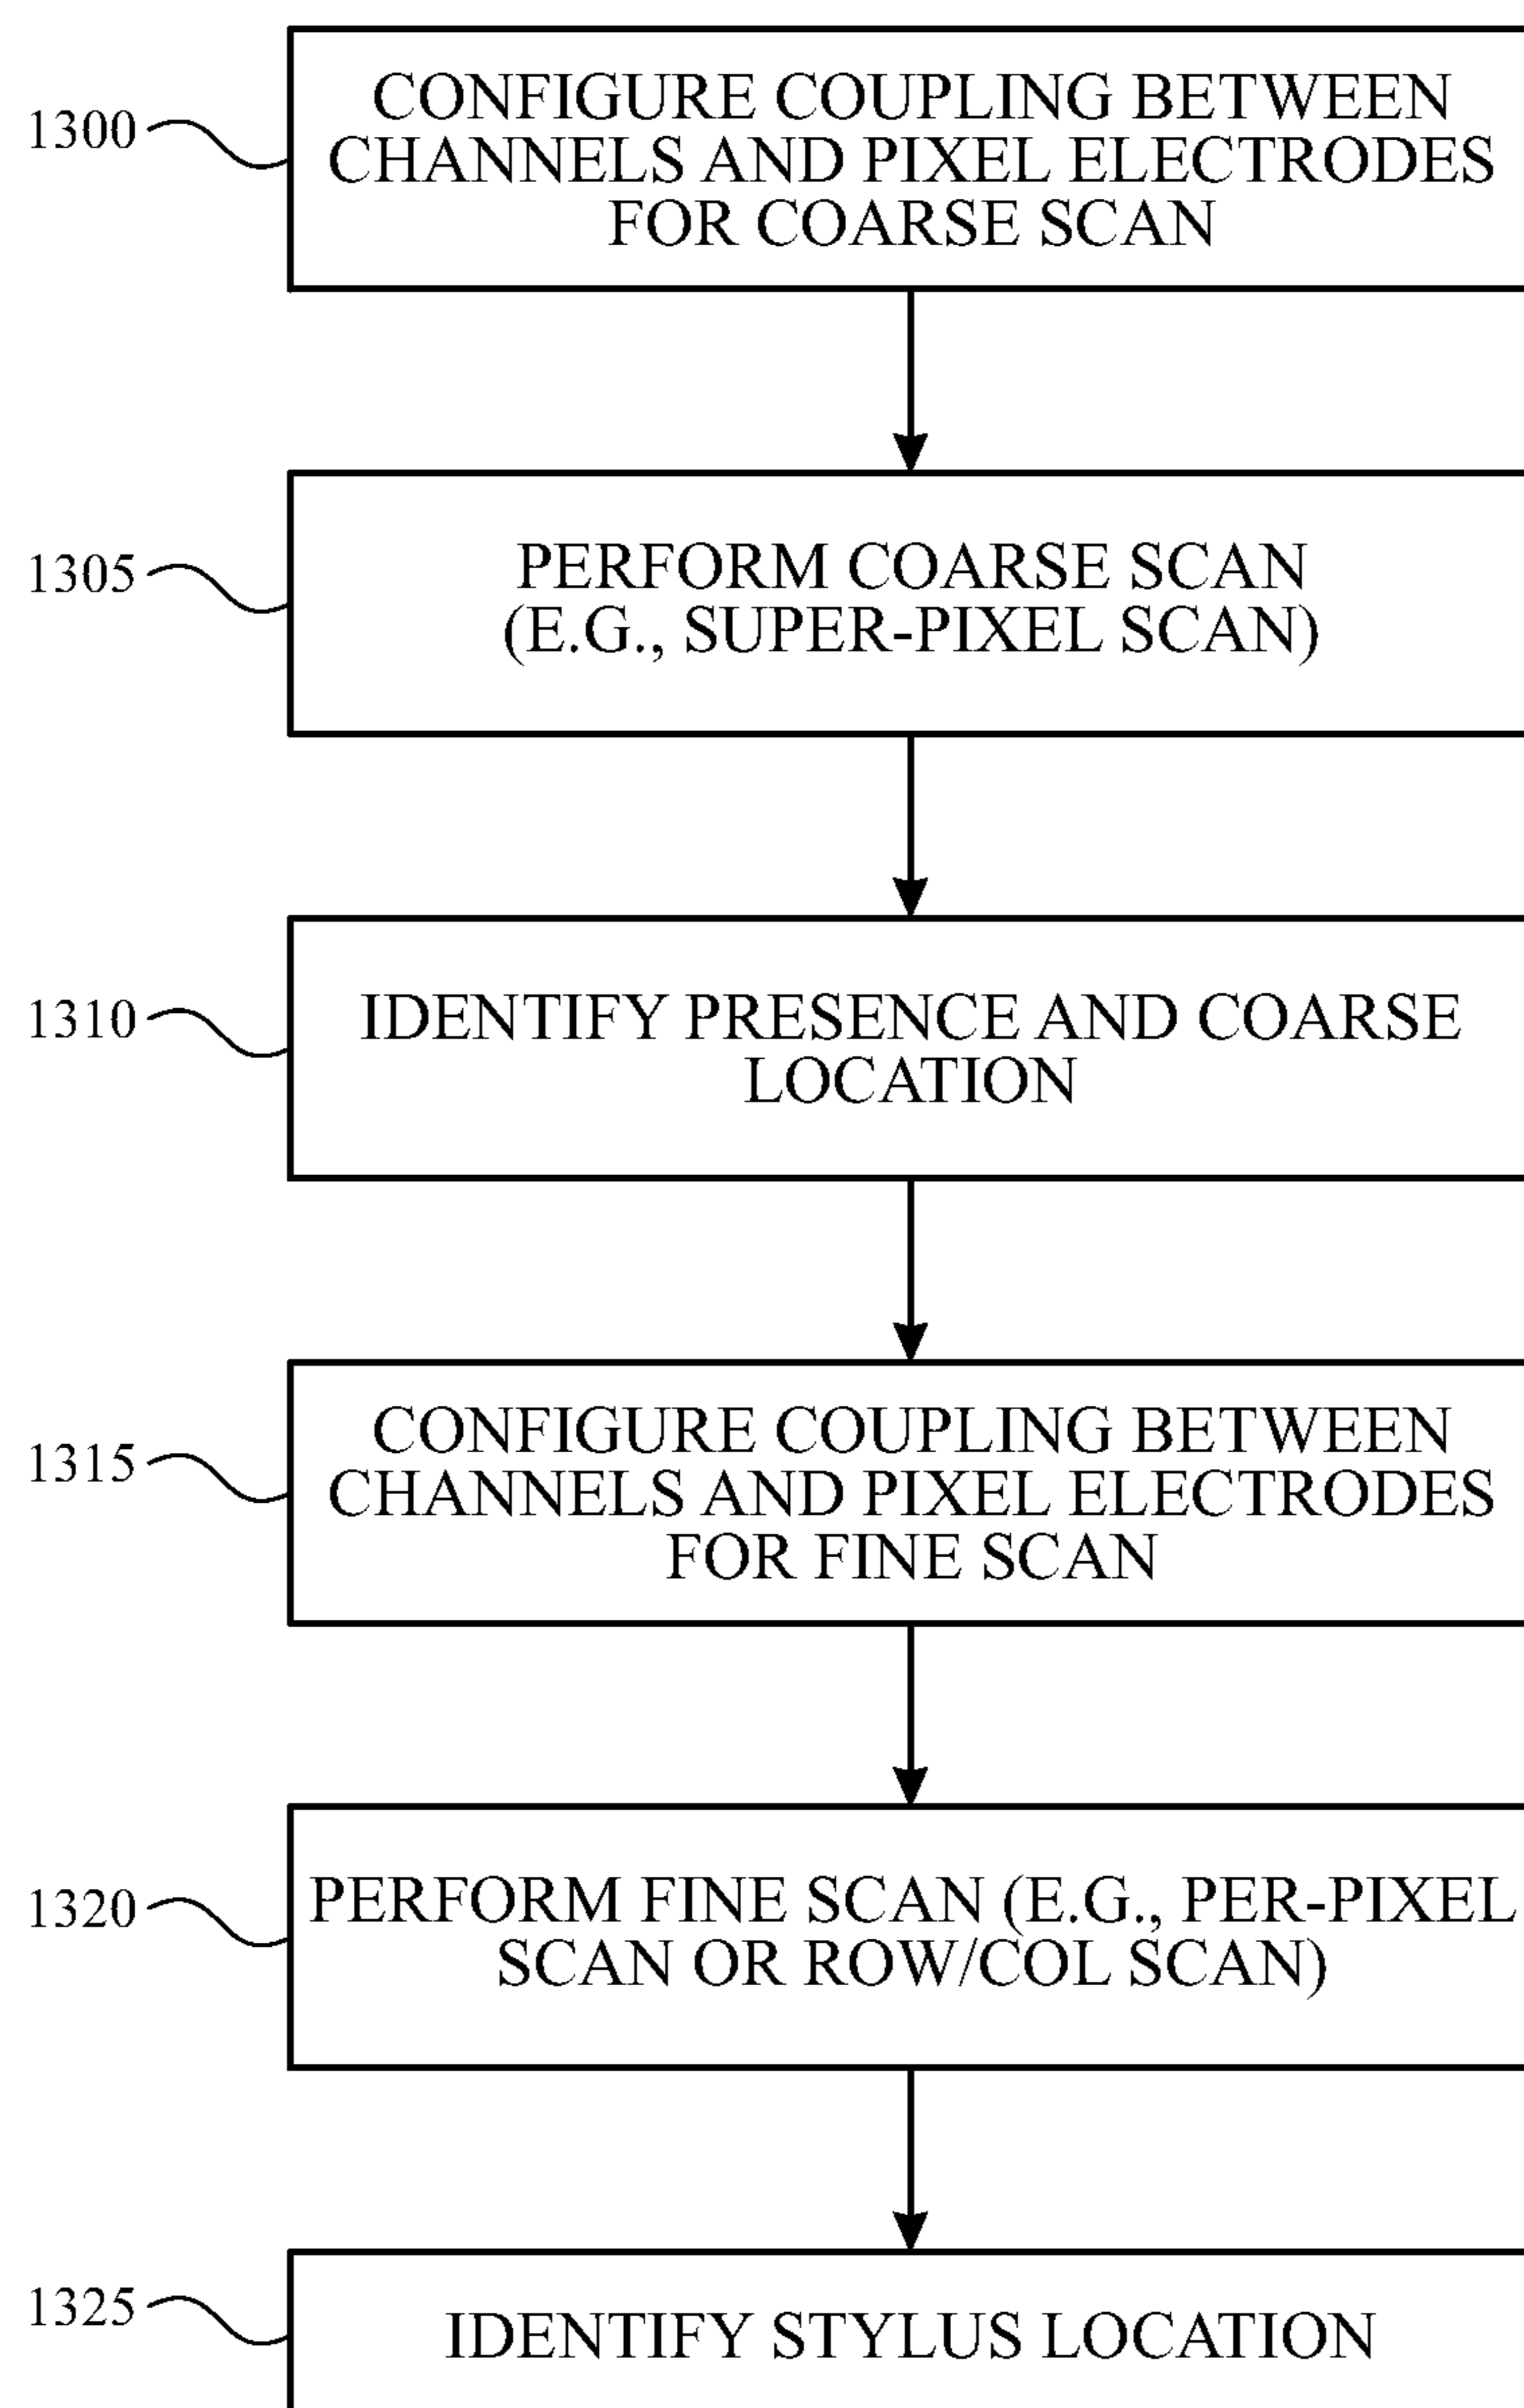 1300
CONFIGURE COUPLING BETWEEN
CHANNELS AND PIXEL ELECTRODES
FOR COARSE SCAN
1305
PERFORM COARSE SCAN
(E.G., SUPER-PIXEL SCAN)
1310
IDENTIFY PRESENCE AND COARSE
LOCATION
1315
CONFIGURE COUPLING BETWEEN
CHANNELS AND PIXEL ELECTRODES
FOR FINE SCAN
1320
PERFORM FINE SCAN (E.G., PER-PIXEL
SCAN OR ROW/COL SCAN)
1325
IDENTIFY STYLUS LOCATION